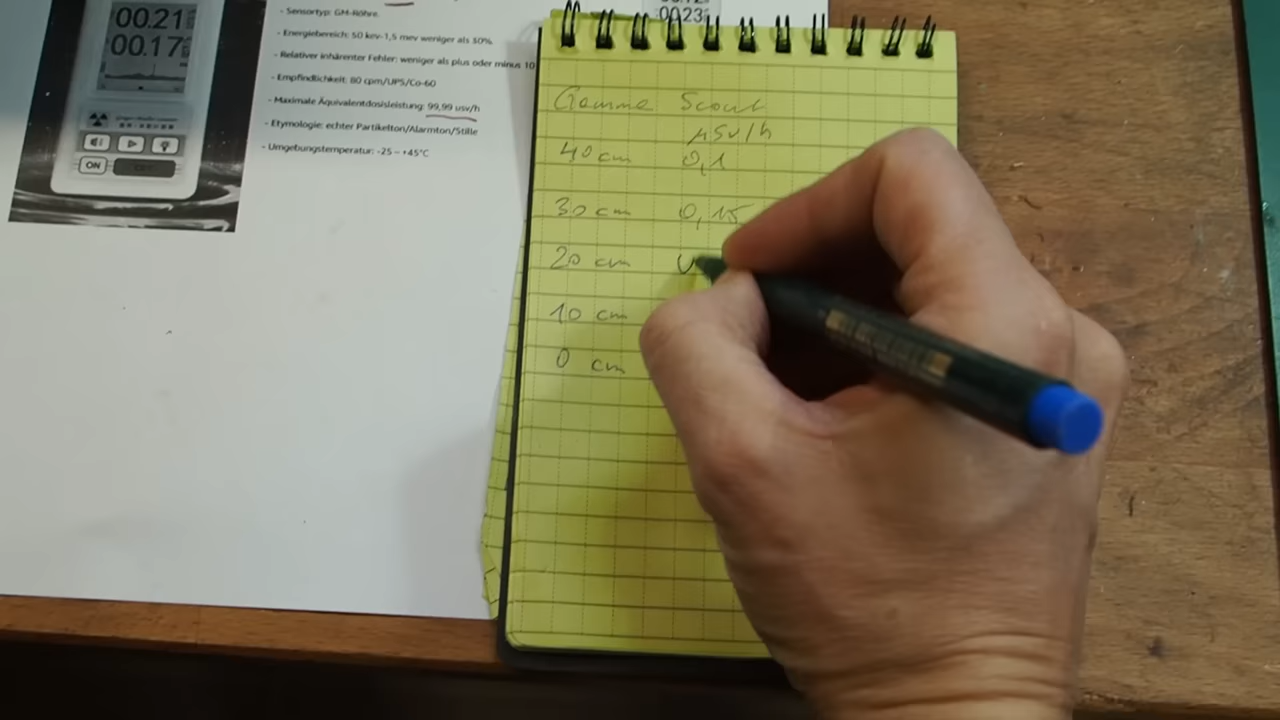 00.21
00.17
ON
- Sensortyp: GM-Röhre.
- Energiebereich: 50 kev-1,5 mev weniger als 30%
- Relativer inhärenter Fehler: weniger als plus oder minus 10
- Empfindlichkeit: 80 cpm/UPS/Co-60
- Maximale Äquivalentdosisleistung: 99,99 usv/h
- Etymologie: echter Partikelton/Alarmton/Stille
- Umgebungstemperatur: -25 – +45°C
0023
Gamma Scout
µSv/h
40 cm 0,1
30 cm 0,15
20 cm
10 cm
0 cm